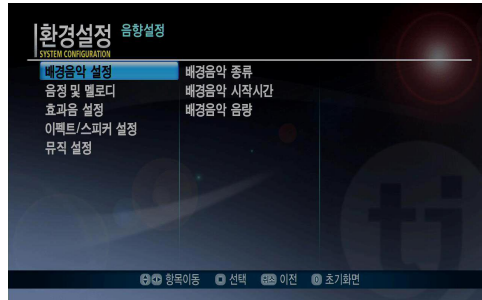 환경설정 음향설정
SYSTEM CONFIGURATION
배경음악 설정
음정 및 멜로디
효과음 설정
이펙트/스피커 설정
뮤직 설정
배경음악 종류
배경음악 시작시간
배경음악 음량
tj
항목이동 선택 취소 이전 초기화면